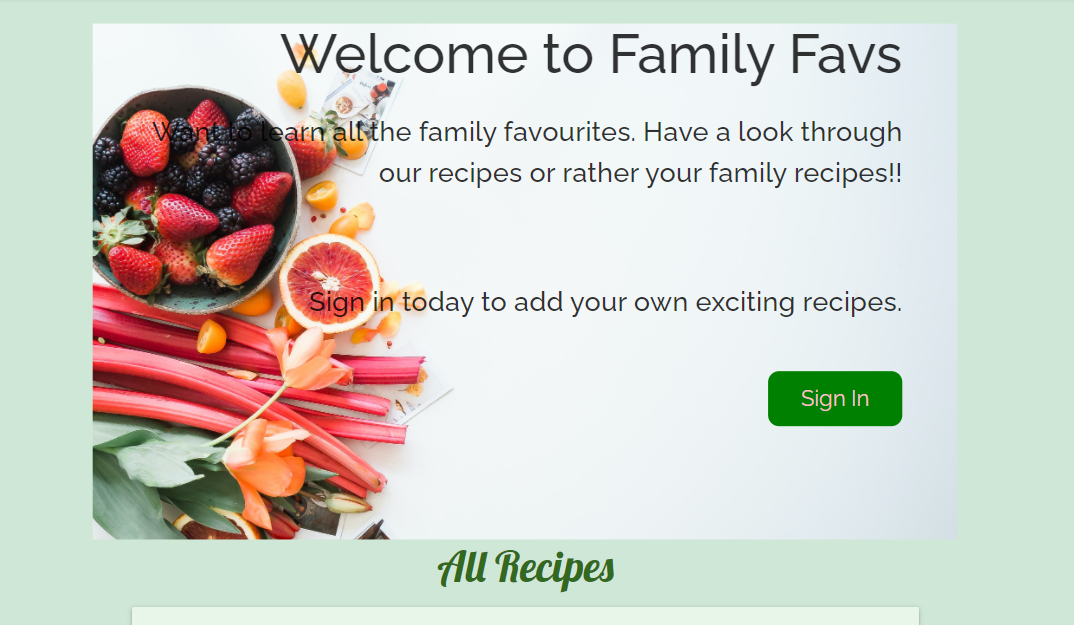 Welcome to Family Favs
Want to learn all the family favourites. Have a look through
our recipes or rather your family recipes!!
Sign in today to add your own exciting recipes.
Sign In
All Recipes